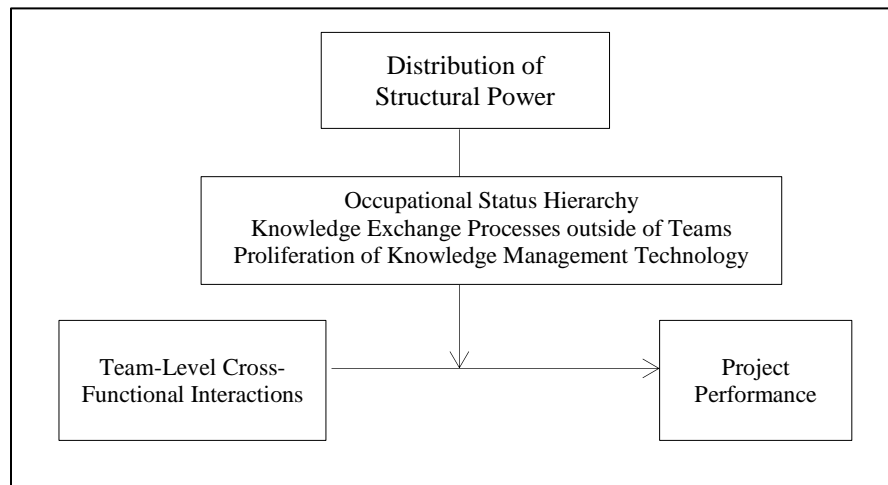 Distribution of
Structural Power
Occupational Status Hierarchy
Knowledge Exchange Processes outside of Teams
Proliferation of Knowledge Management Technology
Team-Level Cross-
Functional Interactions
Project
Performance